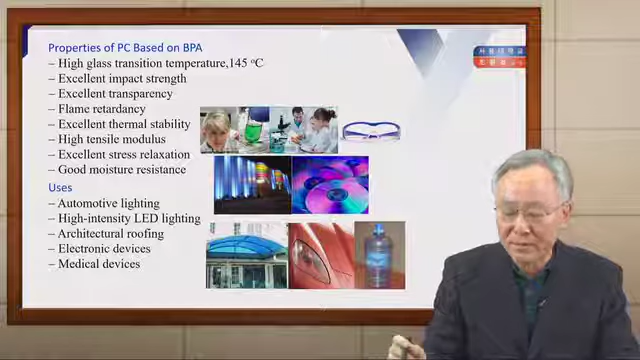 Properties of PC Based on BPA
– High glass transition temperature,145 °C
– Excellent impact strength
– Excellent transparency
– Flame retardancy
– Excellent thermal stability
– High tensile modulus
– Excellent stress relaxation
– Good moisture resistance
Uses
– Automotive lighting
– High-intensity LED lighting
– Architectural roofing
– Electronic devices
– Medical devices